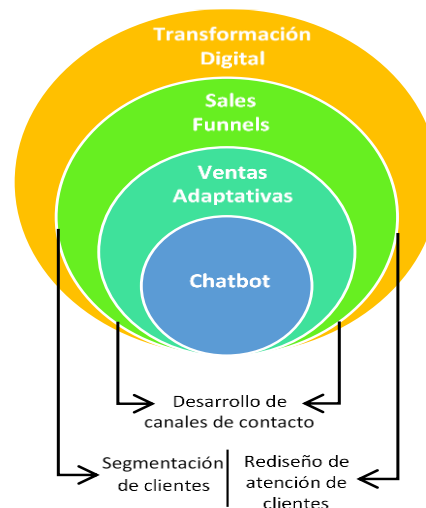 Transformación
Digital
Sales
Funnels
Ventas
Adaptativas
Chatbot
Desarrollo de
canales de contacto
Segmentación
de clientes
Rediseño de
atención de
clientes